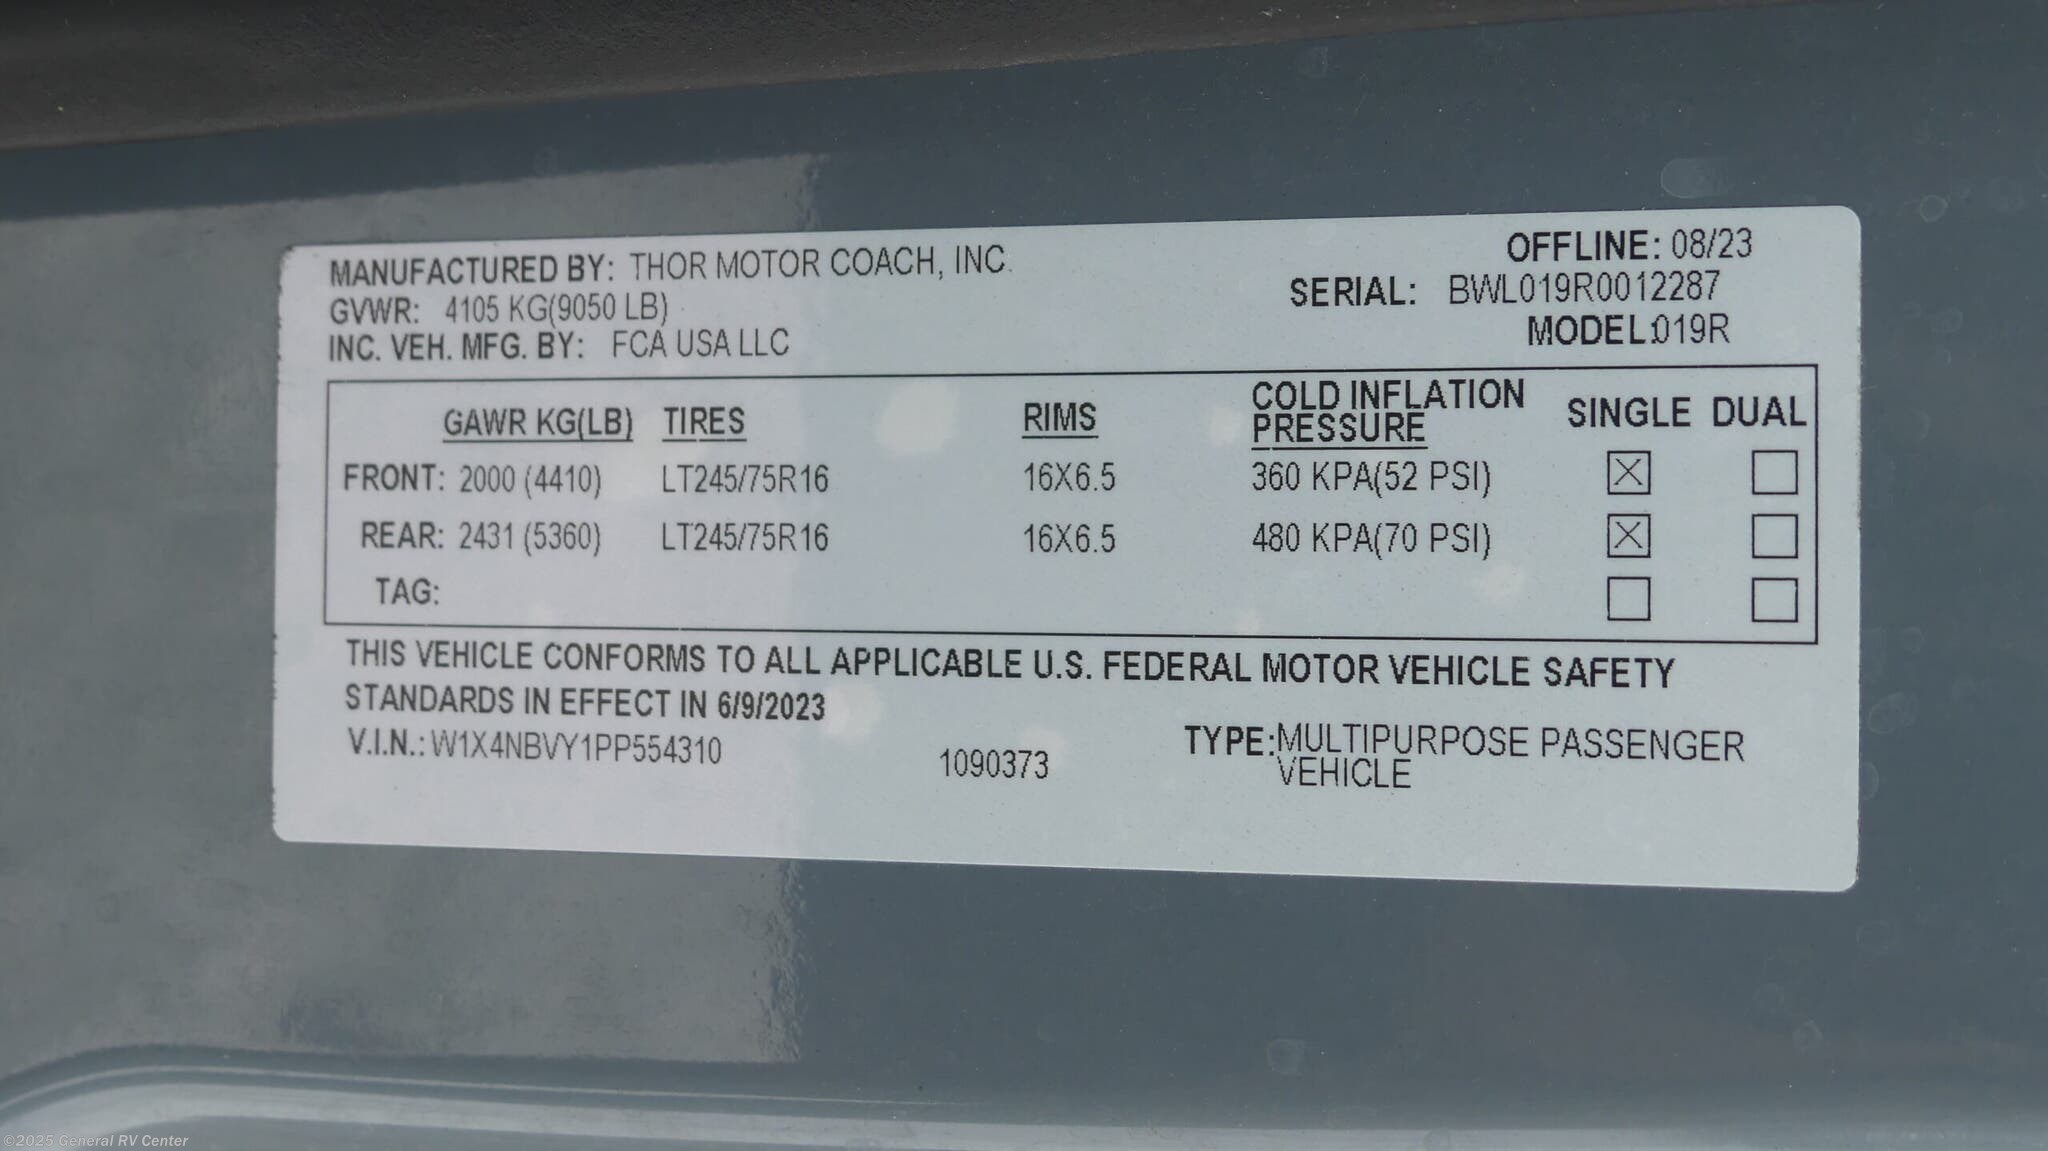 MANUFACTURED BY: THOR MOTOR COACH, INC.
OFFLINE: 08/23
GVWR: 4105 KG(9050 LB)
SERIAL: BWL019R0012287
INC. VEH. MFG. BY: FCA USA LLC
MODEL:019R
GAWR KG(LB) TIRES RIMS COLD INFLATION PRESSURE SINGLE DUAL
FRONT: 2000 (4410) LT245/75R16 16X6.5 360 KPA(52 PSI)
REAR: 2431 (5360) LT245/75R16 16X6.5 480 KPA(70 PSI)
TAG:
THIS VEHICLE CONFORMS TO ALL APPLICABLE U.S. FEDERAL MOTOR VEHICLE SAFETY
STANDARDS IN EFFECT IN 6/9/2023
V.I.N.: W1X4NBVY1PP554310 1090373 TYPE:MULTIPURPOSE PASSENGER
VEHICLE
©2025 General RV Center